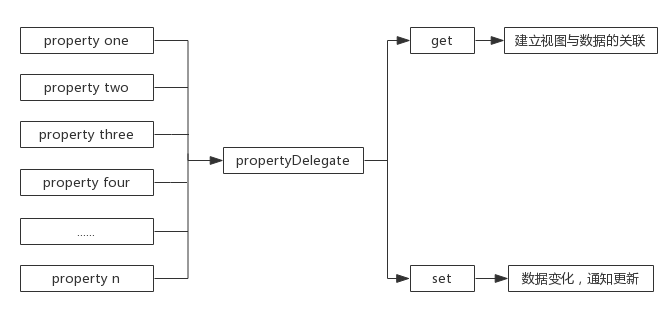 property one
property two
property three
property four
......
property n
propertyDelegate
get
建立视图与数据的关联
set
数据变化，通知更新